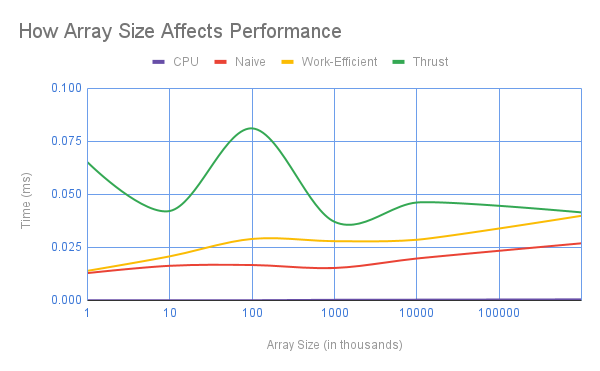 How Array Size Affects Performance
CPU Naive Work-Efficient Thrust
Time (ms)
0.100
0.075
0.050
0.025
0.000
1 10 100 1000 10000 100000
Array Size (in thousands)